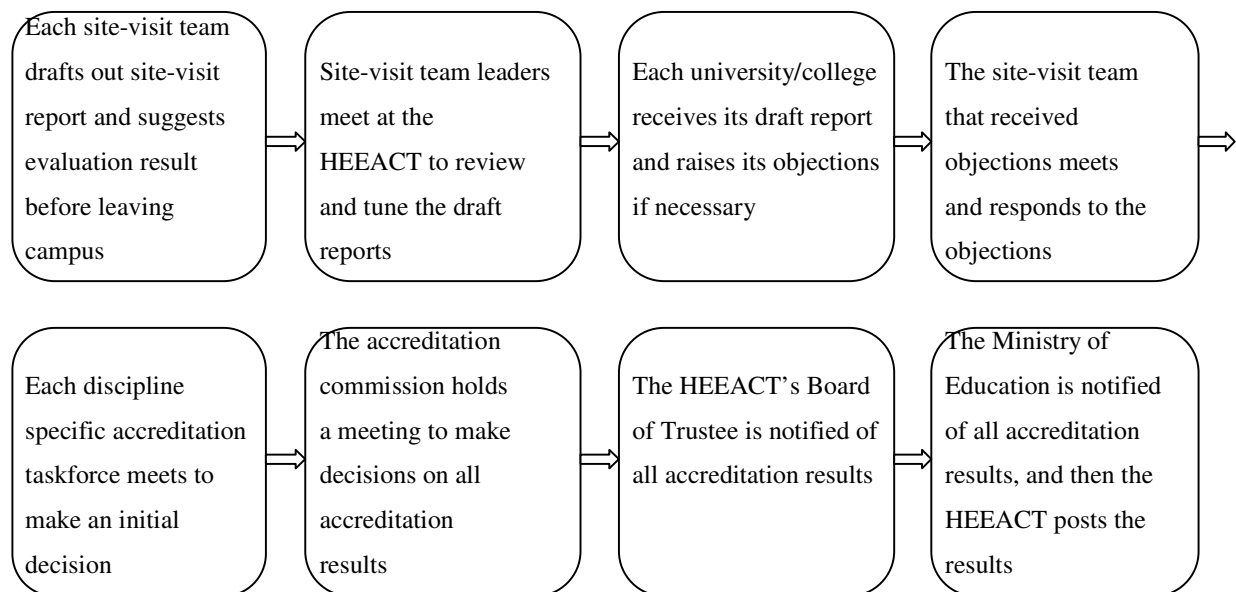 Each site-visit team
drafts out site-visit
report and suggests
evaluation result
before leaving
campus
Site-visit team leaders
meet at the
HEEACT to review
and tune the draft
reports
Each university/college
receives its draft report
and raises its objections
if necessary
The site-visit team
that received
objections meets
and responds to the
objections
Each discipline
specific accreditation
taskforce meets to
make an initial
decision
The accreditation
commission holds
a meeting to make
decisions on all
accreditation
results
The HEEACT’s Board
of Trustee is notified of
all accreditation results
The Ministry of
Education is notified
of all accreditation
results, and then the
HEEACT posts the
results